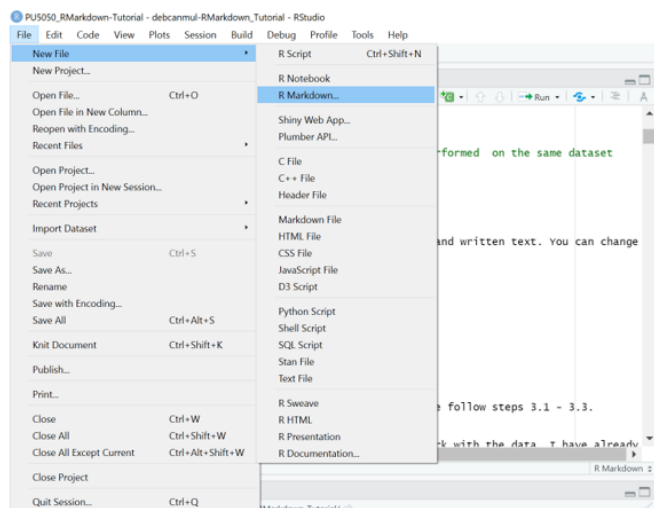 PU5050_RMarkdown-Tutorial - debcanmul-RMarkdown_Tutorial - RStudio
File Edit Code View Plots Session Build Debug Profile Tools Help
New File
New Project...
Open File... Ctrl+O
Open File in New Column...
Reopen with Encoding...
Recent Files
Open Project...
Open Project in New Session...
Recent Projects
Import Dataset
Save Ctrl+S
Save As...
Rename
Save with Encoding...
Save All Ctrl+Alt+S
Knit Document Ctrl+Shift+K
Publish...
Print...
Close Ctrl+W
Close All Ctrl+Shift+W
Close All Except Current Ctrl+Alt+Shift+W
Close Project
Quit Session... Ctrl+Q
R Script Ctrl+Shift+N
R Notebook
R Markdown...
Shiny Web App...
Plumber API...
C File
C++ File
Header File
Markdown File
HTML File
CSS File
JavaScript File
D3 Script
Python Script
Shell Script
SQL Script
Stan File
Text File
R Sweave
R HTML
R Presentation
R Documentation...
Run
rformed on the same dataset
and written text. You can change
follow steps 3.1 - 3.3.
with the data. I have already
R Markdown